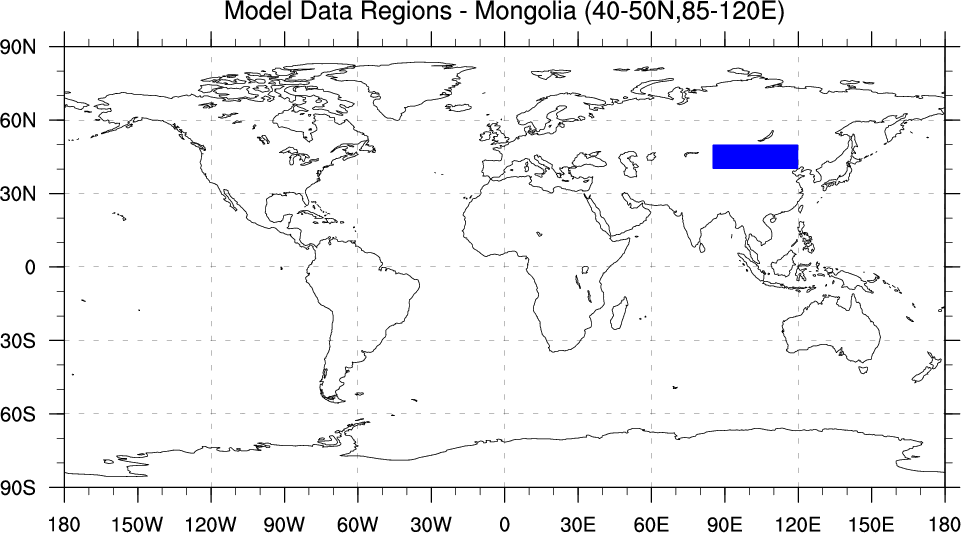 Model Data Regions - Mongolia (40-50N,85-120E)
90N
60N
30N
0
30S
60S
90S
180 150W 120W 90W 60W 30W 0 30E 60E 90E 120E 150E 180